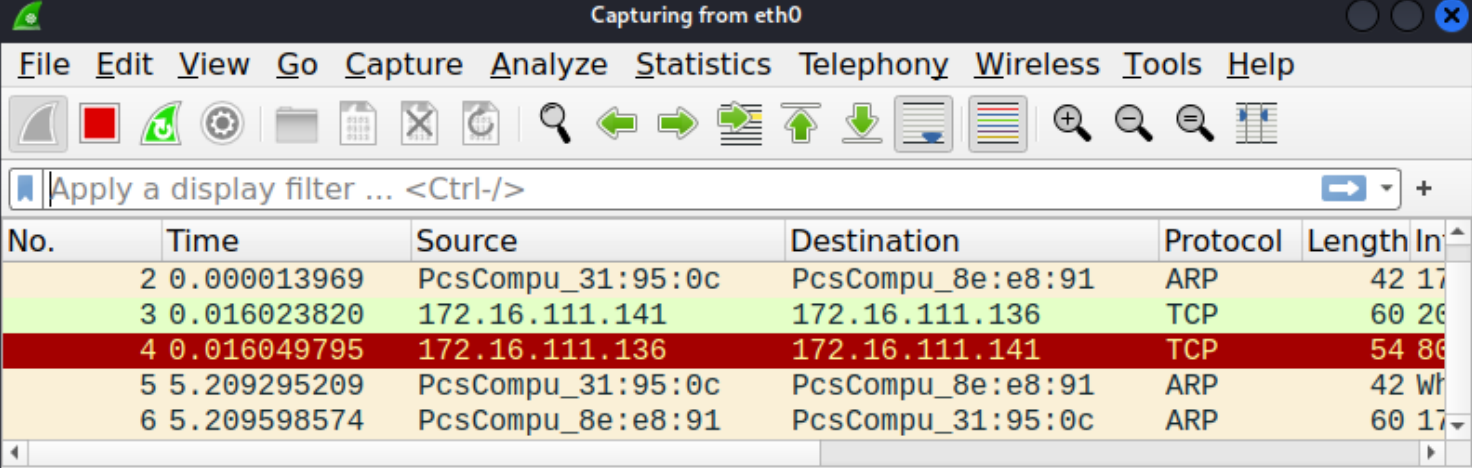 Capturing from eth0
File Edit View Go Capture Analyze Statistics Telephony Wireless Tools Help
Apply a display filter ... <Ctrl-/>
No. Time Source Destination Protocol Length
2 0.000013969 PcsCompu_31:95:0c PcsCompu_8e:e8:91 ARP 42 17
3 0.016023820 172.16.111.141 172.16.111.136 TCP 60 20
4 0.016049795 172.16.111.136 172.16.111.141 TCP 54 80
5 5.209295209 PcsCompu_31:95:0c PcsCompu_8e:e8:91 ARP 42 Wh
6 5.209598574 PcsCompu_8e:e8:91 PcsCompu_31:95:0c ARP 60 17